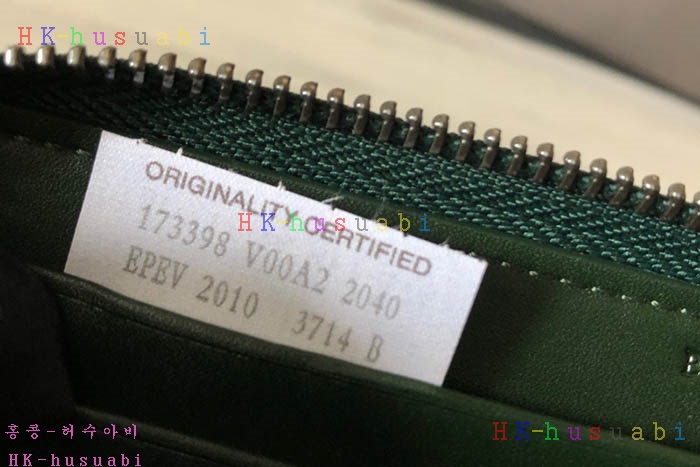 HK-husuabi
ORIGINALITY CERTIFIED
173398 V00A2 2040
HK-husuabi
EPEV 2010 3714 B
홍콩-허수아비
HK-husuabi
HK-husuabi